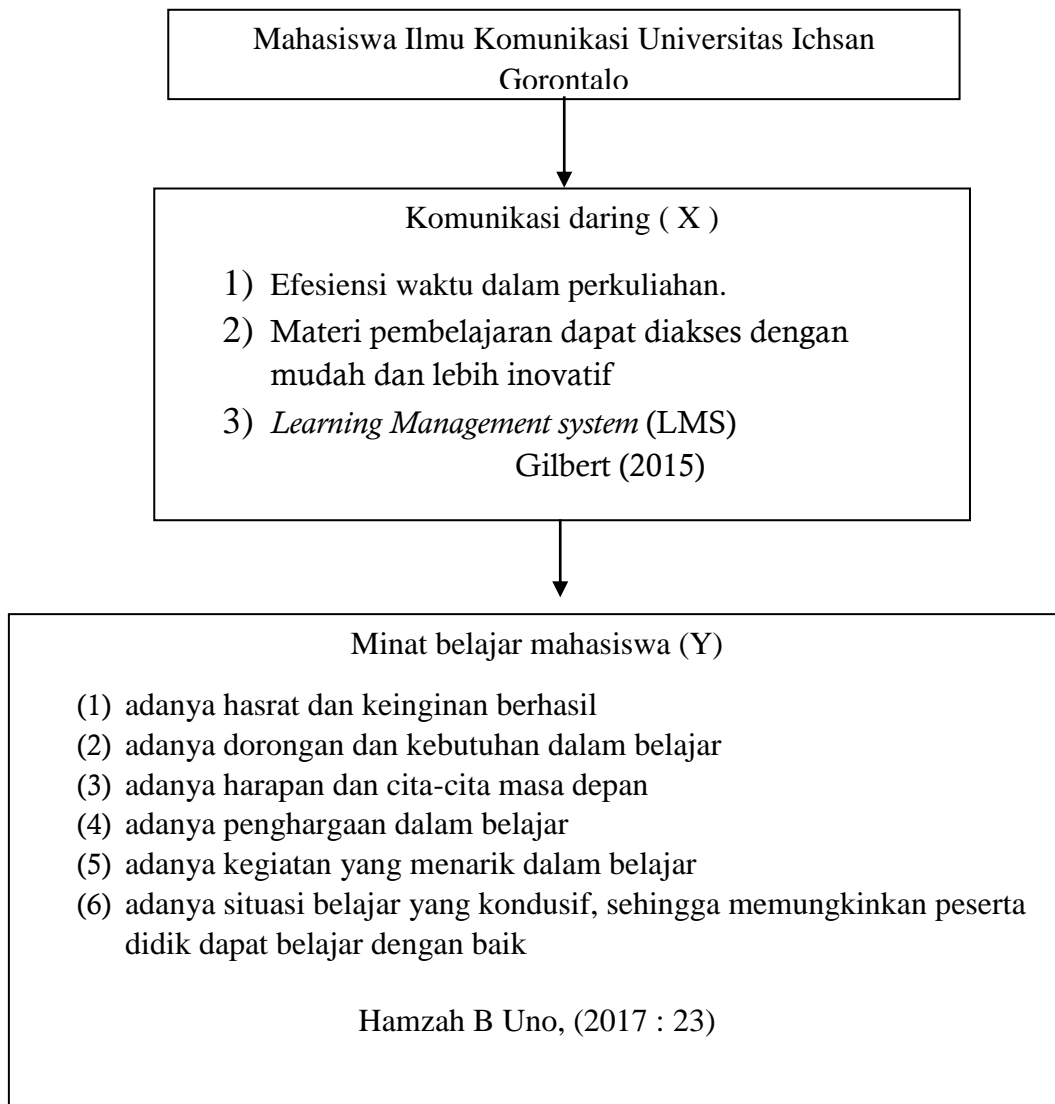 Mahasiswa Ilmu Komunikasi Universitas Ichsan
Gorontalo
Komunikasi daring ( X )
1) Efesiensi waktu dalam perkuliahan.
2) Materi pembelajaran dapat diakses dengan
mudah dan lebih inovatif
3) Learning Management system (LMS)
Gilbert (2015)
Minat belajar mahasiswa (Y)
(1) adanya hasrat dan keinginan berhasil
(2) adanya dorongan dan kebutuhan dalam belajar
(3) adanya harapan dan cita-cita masa depan
(4) adanya penghargaan dalam belajar
(5) adanya kegiatan yang menarik dalam belajar
(6) adanya situasi belajar yang kondusif, sehingga memungkinkan peserta
didik dapat belajar dengan baik
Hamzah B Uno, (2017 : 23)